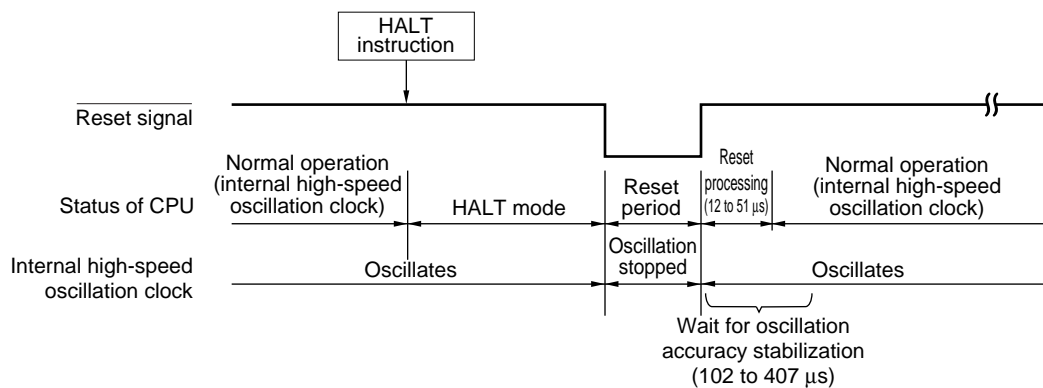 HALT
instruction
Reset signal
Normal operation
(internal high-speed
oscillation clock)
Status of CPU
HALT mode
Reset
period
Reset
processing
(12 to 51 μs)
Normal operation
(internal high-speed
oscillation clock)
Internal high-speed
oscillation clock
Oscillates
Oscillation
stopped
Oscillates
Wait for oscillation
accuracy stabilization
(102 to 407 μs)